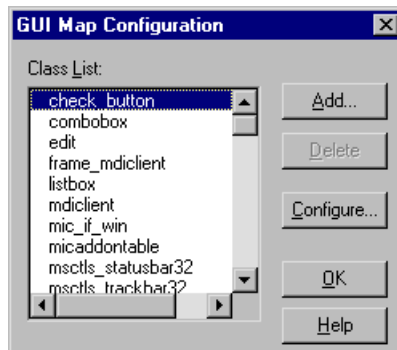 GUI Map Configuration
Class List:
check_button
combobox
edit
frame_mdiclient
listbox
mdiclient
mic_if_win
micaddontable
msctls_statusbar32
msctls_trackbar32
Add...
Delete
Configure...
OK
Help